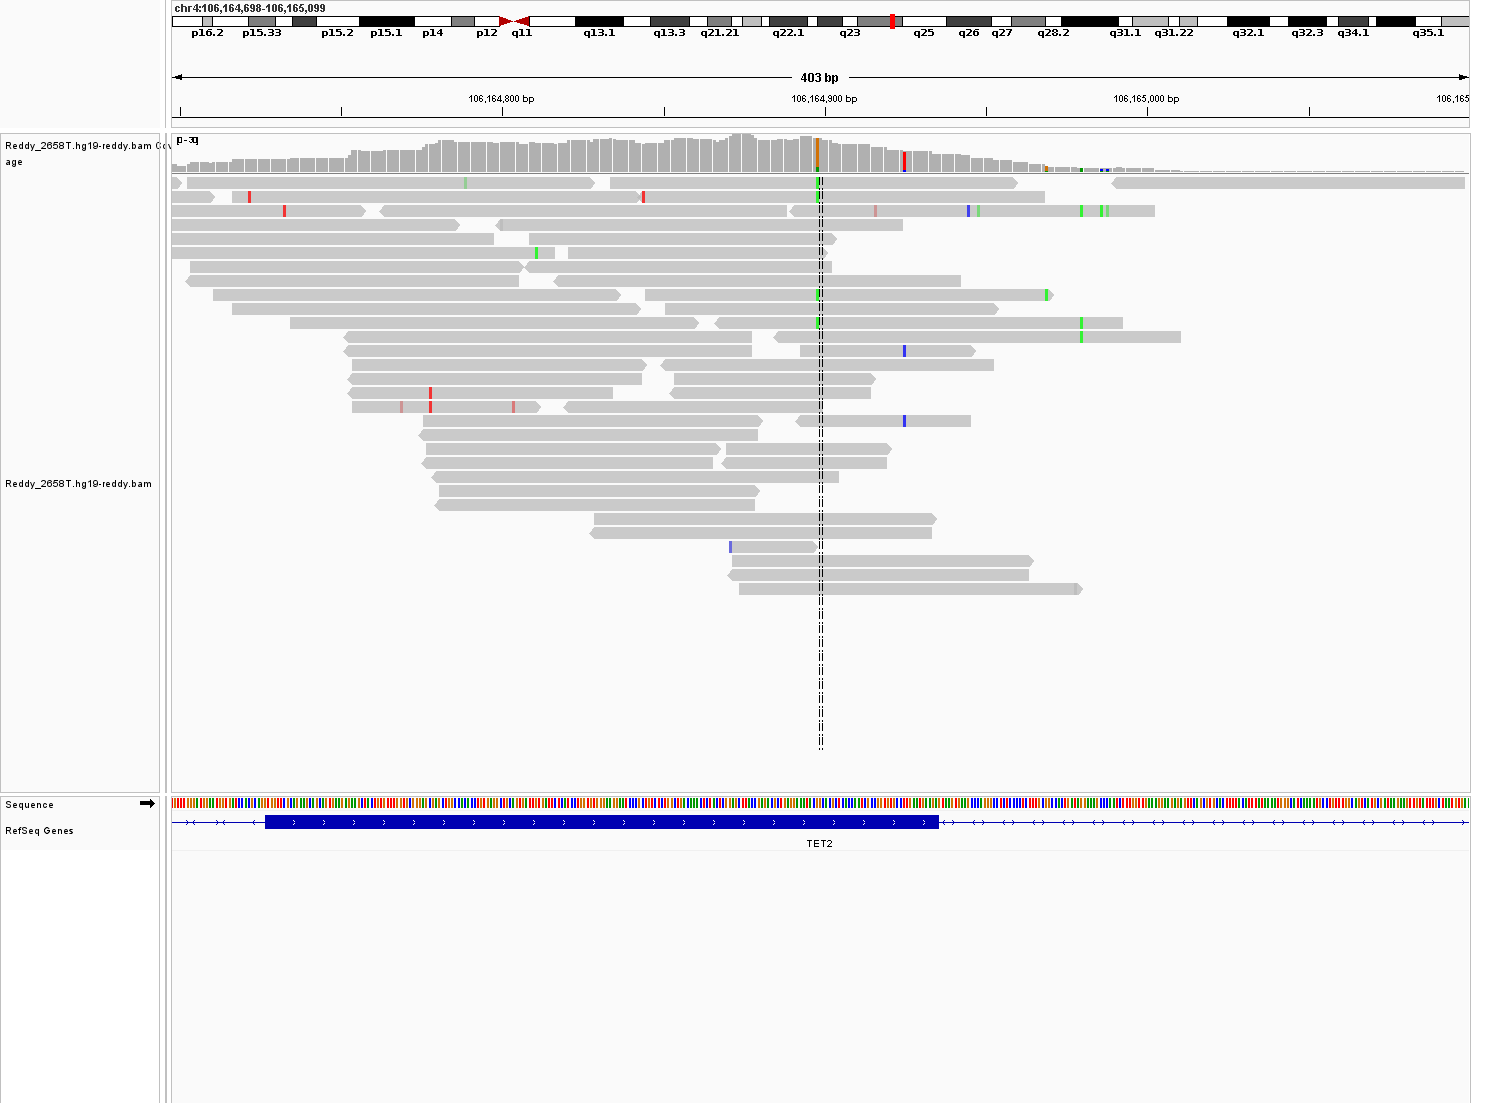 chr4:106,164,698-106,165,099
p16.2 p15.33 p15.2 p15.1 p14 p12 q11 q13.1 q13.3 q21.21 q22.1 q23 q25 q26 q27 q28.2 q31.1 q31.22 q32.1 q32.3 q34.1 q35.1
403 bp
106,164,800 bp 106,164,900 bp 106,165,000 bp 106,165
Reddy_2658T.hg19-reddy.bam Cov
age
Reddy_2658T.hg19-reddy.bam
Sequence
RefSeq Genes
TET2